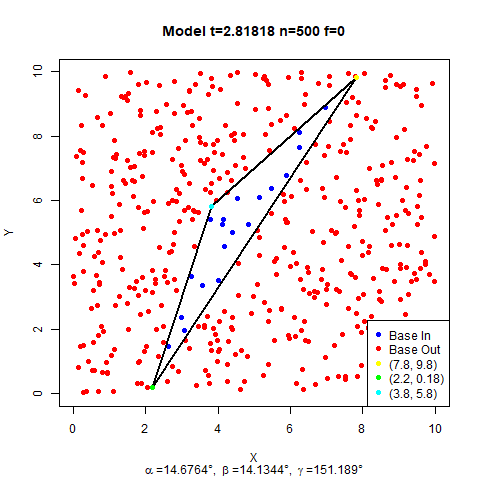 Model t=2.81818 n=500 f=0
10
8
6
4
2
0
Y
Base In
Base Out
(7.8, 9.8)
(2.2, 0.18)
(3.8, 5.8)
0 2 4 6 8 10
X
α=14.6764°, β=14.1344°, γ=151.189°